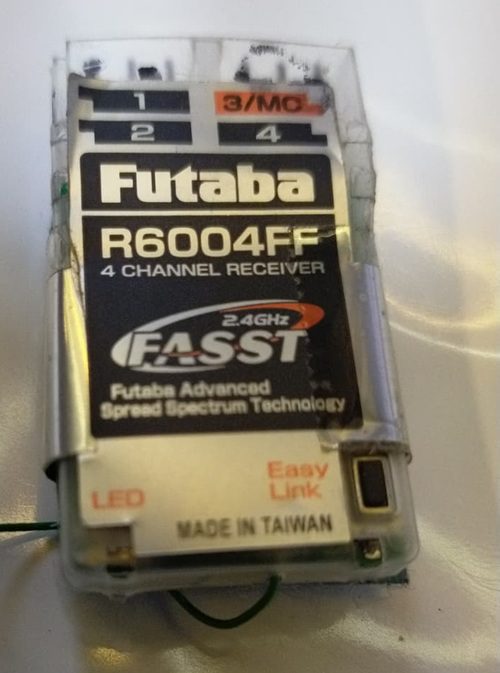 1
3/MC
2
4
Futaba
R6004FF
4 CHANNEL RECEIVER
2.4GHz
FASST
Futaba Advanced
Spread Spectrum Technology
Easy
Link
LED
MADE IN TAIWAN